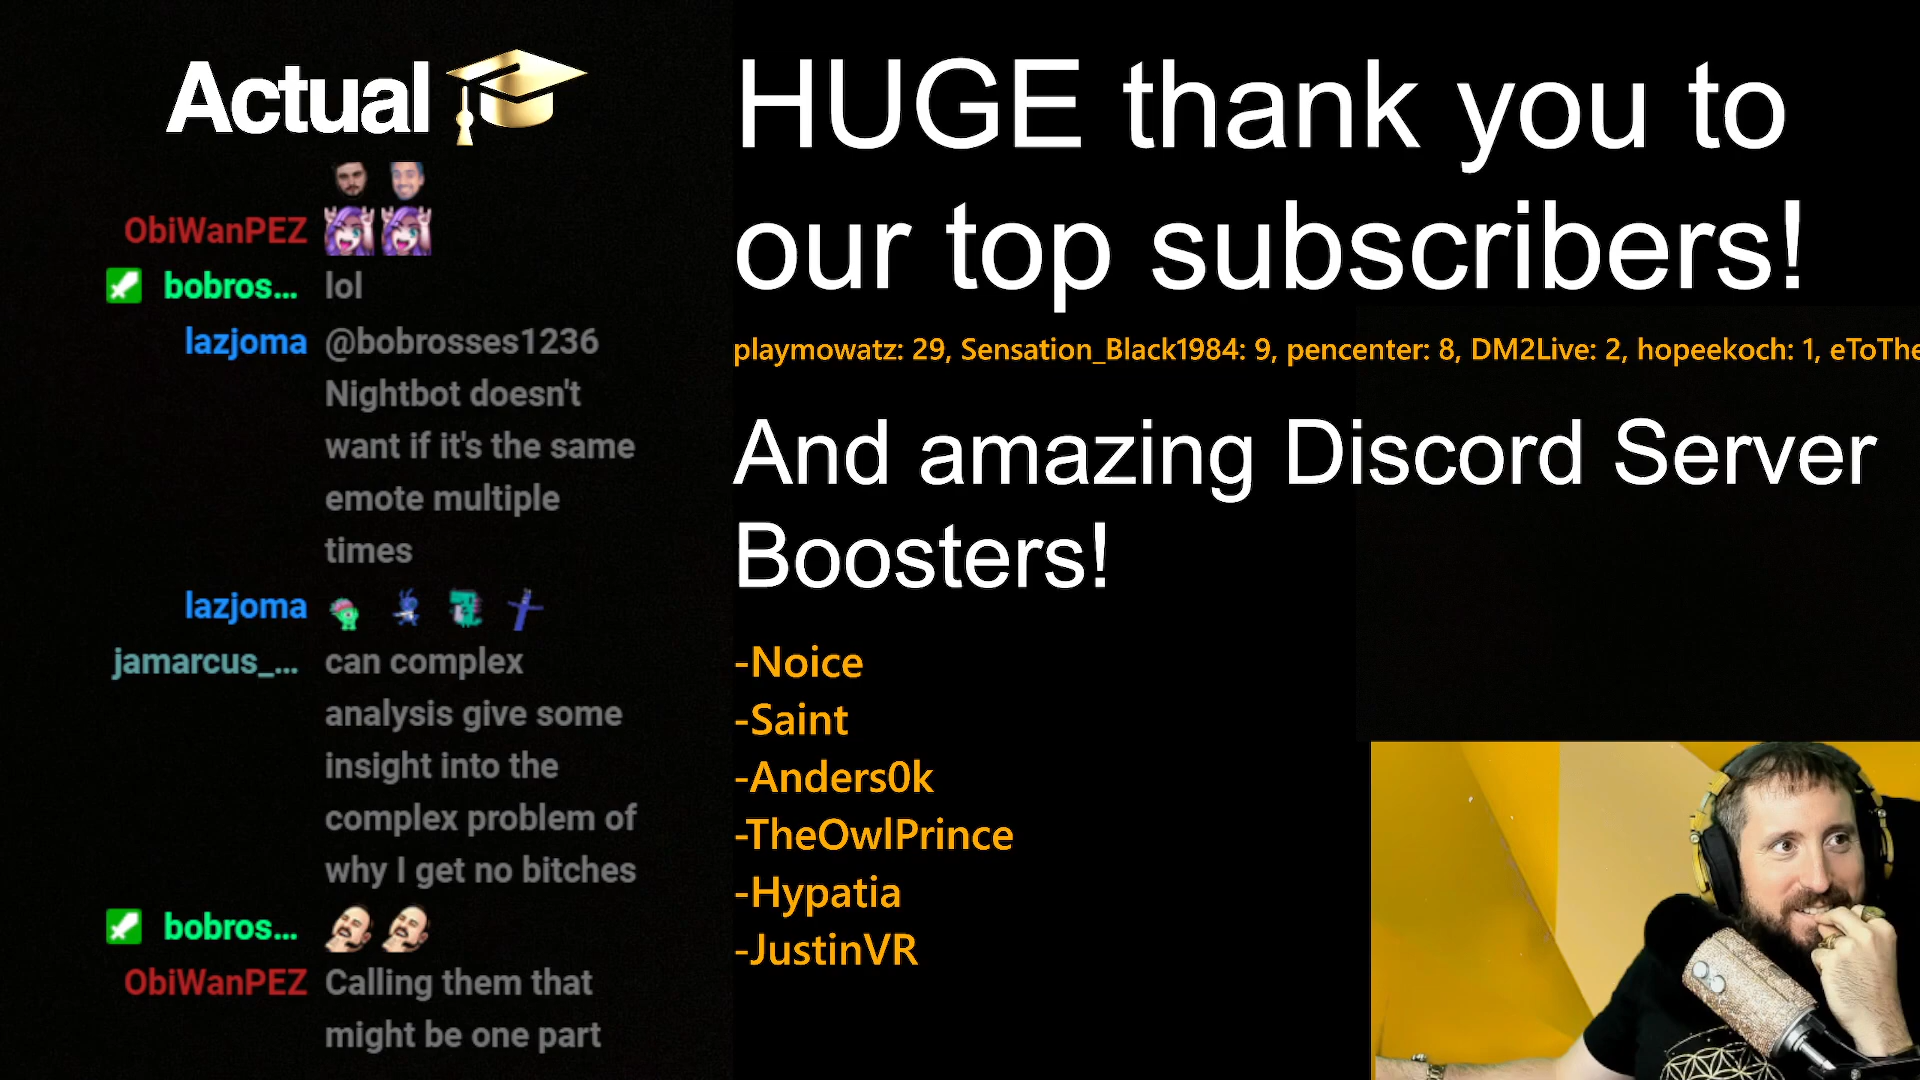 Actual
ObiWanPEZ
bobros... lol
lazjoma @bobrosses1236
Nightbot doesn't
want if it's the same
emote multiple
times
lazjoma
jamarcus_... can complex
analysis give some
insight into the
complex problem of
why I get no bitches
bobros...
ObiWanPEZ Calling them that
might be one part
HUGE thank you to
our top subscribers!
playmowatz: 29, Sensation_Black1984: 9, pencenter: 8, DM2Live: 2, hopeekoch: 1, eToThe
And amazing Discord Server
Boosters!
-Noice
-Saint
-Anders0k
-TheOwlPrince
-Hypatia
-JustinVR